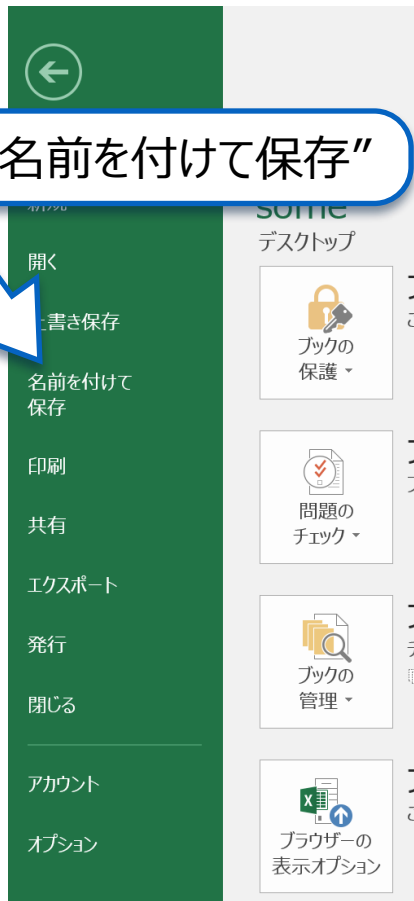 名前を付けて保存”
some
デスクトップ
開く
上書き保存
名前を付けて
保存
印刷
共有
エクスポート
発行
閉じる
アカウント
オプション
ブックの
保護
問題の
チェック
ブックの
管理
ブラウザーの
表示オプション